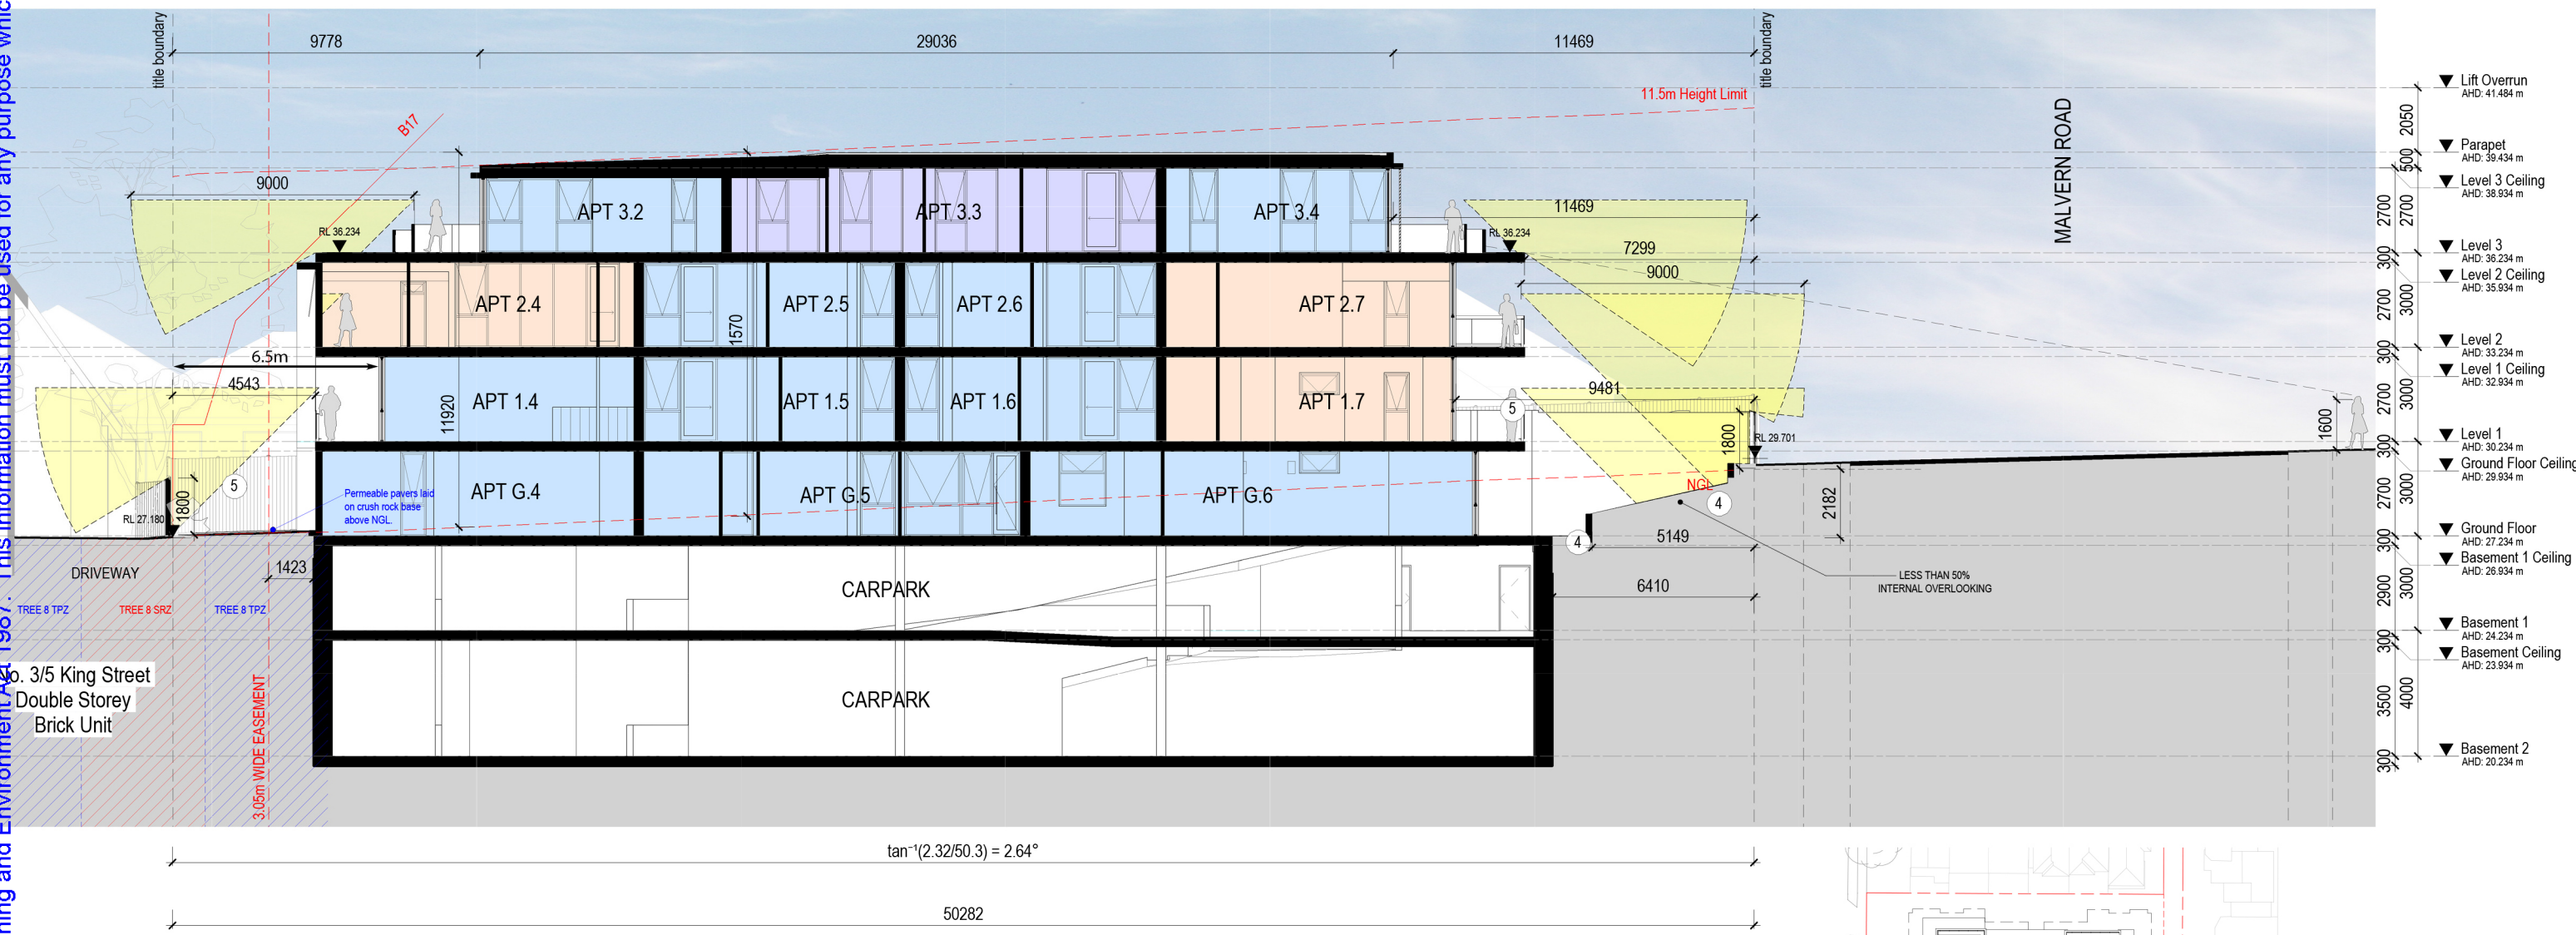 ning and Environment Act 1987. This information must not be used for any purpose whic
title boundary
9778
29036
11469
title boundary
11.5m Height Limit
B17
9000
RL 36.234
APT 3.2
APT 3.3
APT 3.4
11469
RL 36.234
7299
9000
MALVERN ROAD
APT 2.4
APT 2.5
APT 2.6
APT 2.7
1570
6.5m
4543
11920
APT 1.4
APT 1.5
APT 1.6
APT 1.7
9481
5
1800
RL 29.701
1600
5
1800
RL 27.180
Permeable pavers laid
on crush rock base
above NGL.
APT G.4
APT G.5
APT G.6
NGL
4
4
2182
5149
DRIVEWAY
1423
TREE 8 TPZ
TREE 8 SRZ
TREE 8 TPZ
CARPARK
6410
LESS THAN 50%
INTERNAL OVERLOOKING
No. 3/5 King Street
Double Storey
Brick Unit
3.05m WIDE EASEMENT
CARPARK
Lift Overrun
AHD: 41.484 m
2050
Parapet
AHD: 39.434 m
500
Level 3 Ceiling
AHD: 38.934 m
2700
2700
Level 3
AHD: 36.234 m
300
Level 2 Ceiling
AHD: 35.934 m
2700
3000
Level 2
AHD: 33.234 m
300
Level 1 Ceiling
AHD: 32.934 m
2700
3000
Level 1
AHD: 30.234 m
300
Ground Floor Ceiling
AHD: 29.934 m
2700
3000
Ground Floor
AHD: 27.234 m
300
Basement 1 Ceiling
AHD: 26.934 m
2900
3000
Basement 1
AHD: 24.234 m
300
Basement Ceiling
AHD: 23.934 m
3500
4000
Basement 2
AHD: 20.234 m
300
tan⁻¹(2.32/50.3) = 2.64°
50282